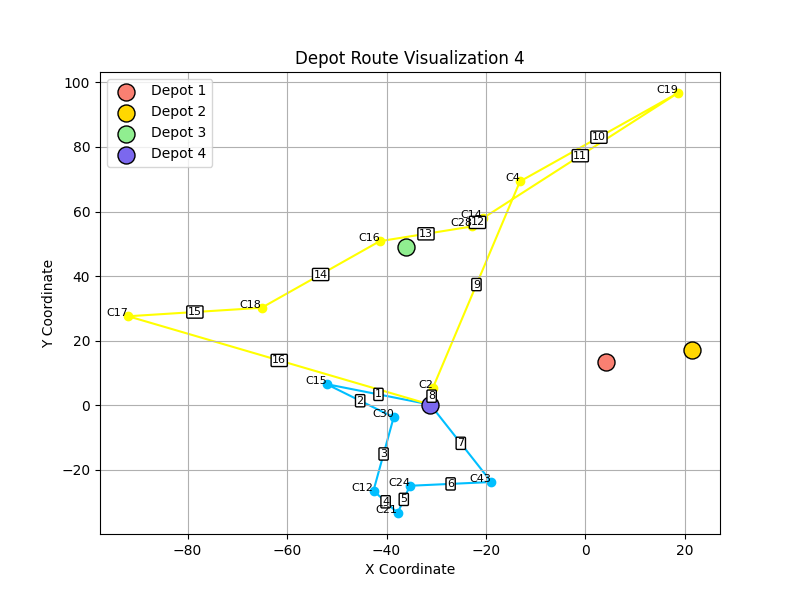 Depot Route Visualization 4
Depot 1
Depot 2
Depot 3
Depot 4
100
80
60
40
20
0
−20
Y Coordinate
−80
−60
−40
−20
0
20
X Coordinate
C19
10
11
C4
C14
C28
12
C16
13
14
9
C17
15
C18
16
C15
C2
8
1
2
C30
7
3
C12
C24
6
C43
4
5
C21